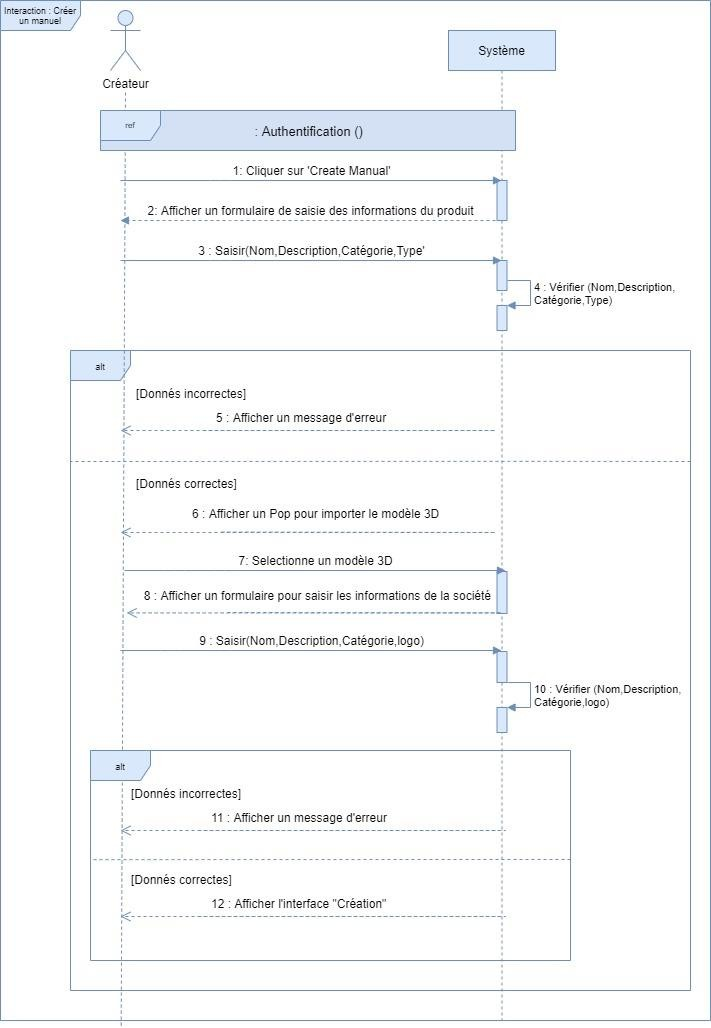 Interaction : Créer
un manuel
Créateur
Système
ref
: Authentification ()
1: Cliquer sur 'Create Manual'
2: Afficher un formulaire de saisie des informations du produit
3 : Saisir(Nom,Description,Catégorie,Type'
4 : Vérifier (Nom,Description,
Catégorie,Type)
alt
[Donnés incorrectes]
5 : Afficher un message d'erreur
[Donnés correctes]
6 : Afficher un Pop pour importer le modèle 3D
7: Selectionne un modèle 3D
8 : Afficher un formulaire pour saisir les informations de la société
9 : Saisir(Nom,Description,Catégorie,logo)
10 : Vérifier (Nom,Description,
Catégorie,logo)
alt
[Donnés incorrectes]
11 : Afficher un message d'erreur
[Donnés correctes]
12 : Afficher l'interface "Création"